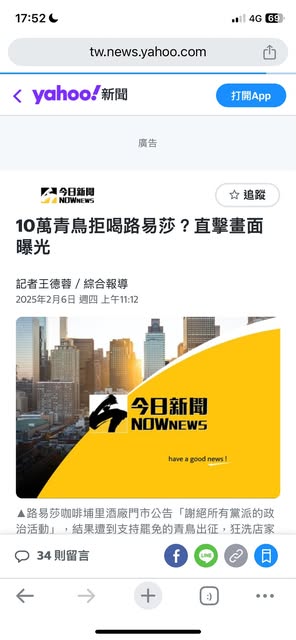 17:52
4G
69
tw.news.yahoo.com
yahoo!新聞
打開App
廣告
今日新聞
NOWNEWS
追蹤
10萬青鳥拒喝路易莎？直擊畫面
曝光
記者王德蓉 / 綜合報導
2025年2月6日 週四 上午11:12
今日新聞
NOWNEWS
have a good news !
▲路易莎咖啡埔里酒廠門市公告「謝絕所有黨派的政
治活動」，結果遭到支持罷免的青鳥出征，狂洗店家
34 則留言
:)